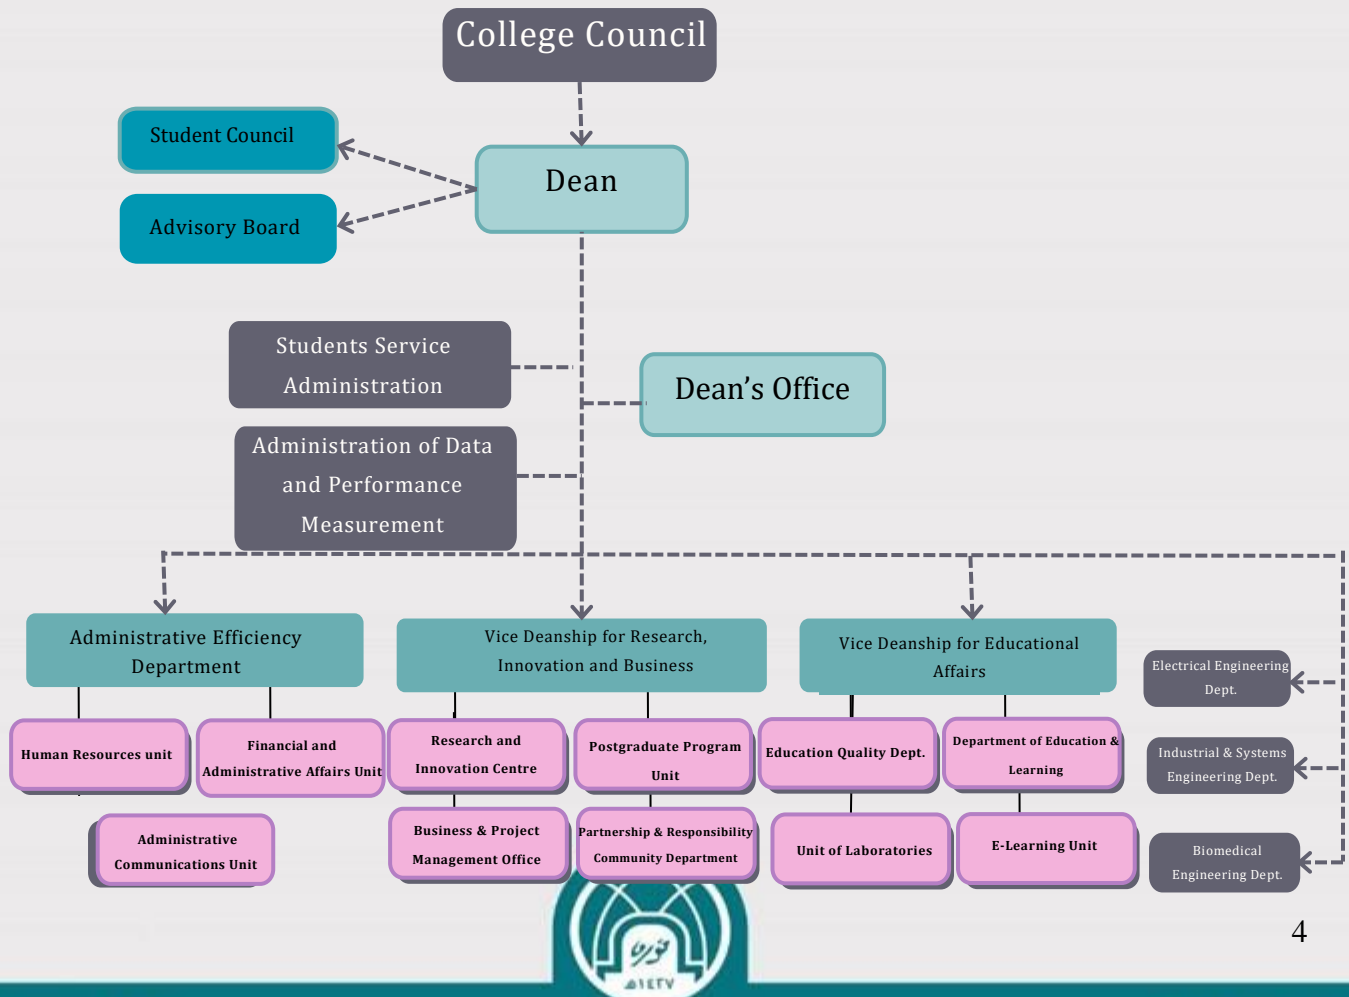 College Council
Student Council
Dean
Advisory Board
Students Service
Administration
Dean’s Office
Administration of Data
and Performance
Measurement
Administrative Efficiency
Department
Vice Deanship for Research,
Innovation and Business
Vice Deanship for Educational
Affairs
Electrical Engineering
Dept.
Human Resources unit
Financial and
Administrative Affairs Unit
Research and
Innovation Centre
Postgraduate Program
Unit
Education Quality Dept.
Department of Education &
Learning
Industrial & Systems
Engineering Dept.
Administrative
Communications Unit
Business & Project
Management Office
Partnership & Responsibility
Community Department
Unit of Laboratories
E-Learning Unit
Biomedical
Engineering Dept.
4